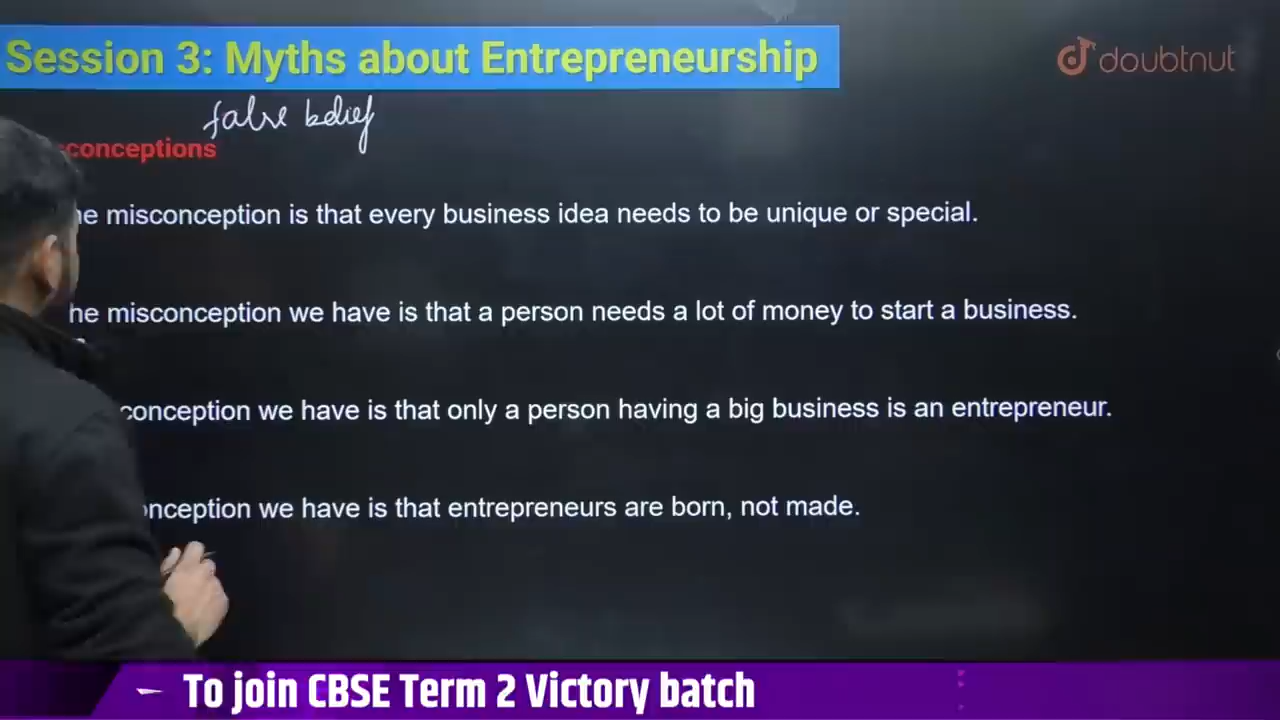 Session 3: Myths about Entrepreneurship
doubtnut
false belief
sconceptions
he misconception is that every business idea needs to be unique or special.
he misconception we have is that a person needs a lot of money to start a business.
conception we have is that only a person having a big business is an entrepreneur.
onception we have is that entrepreneurs are born, not made.
To join CBSE Term 2 Victory batch